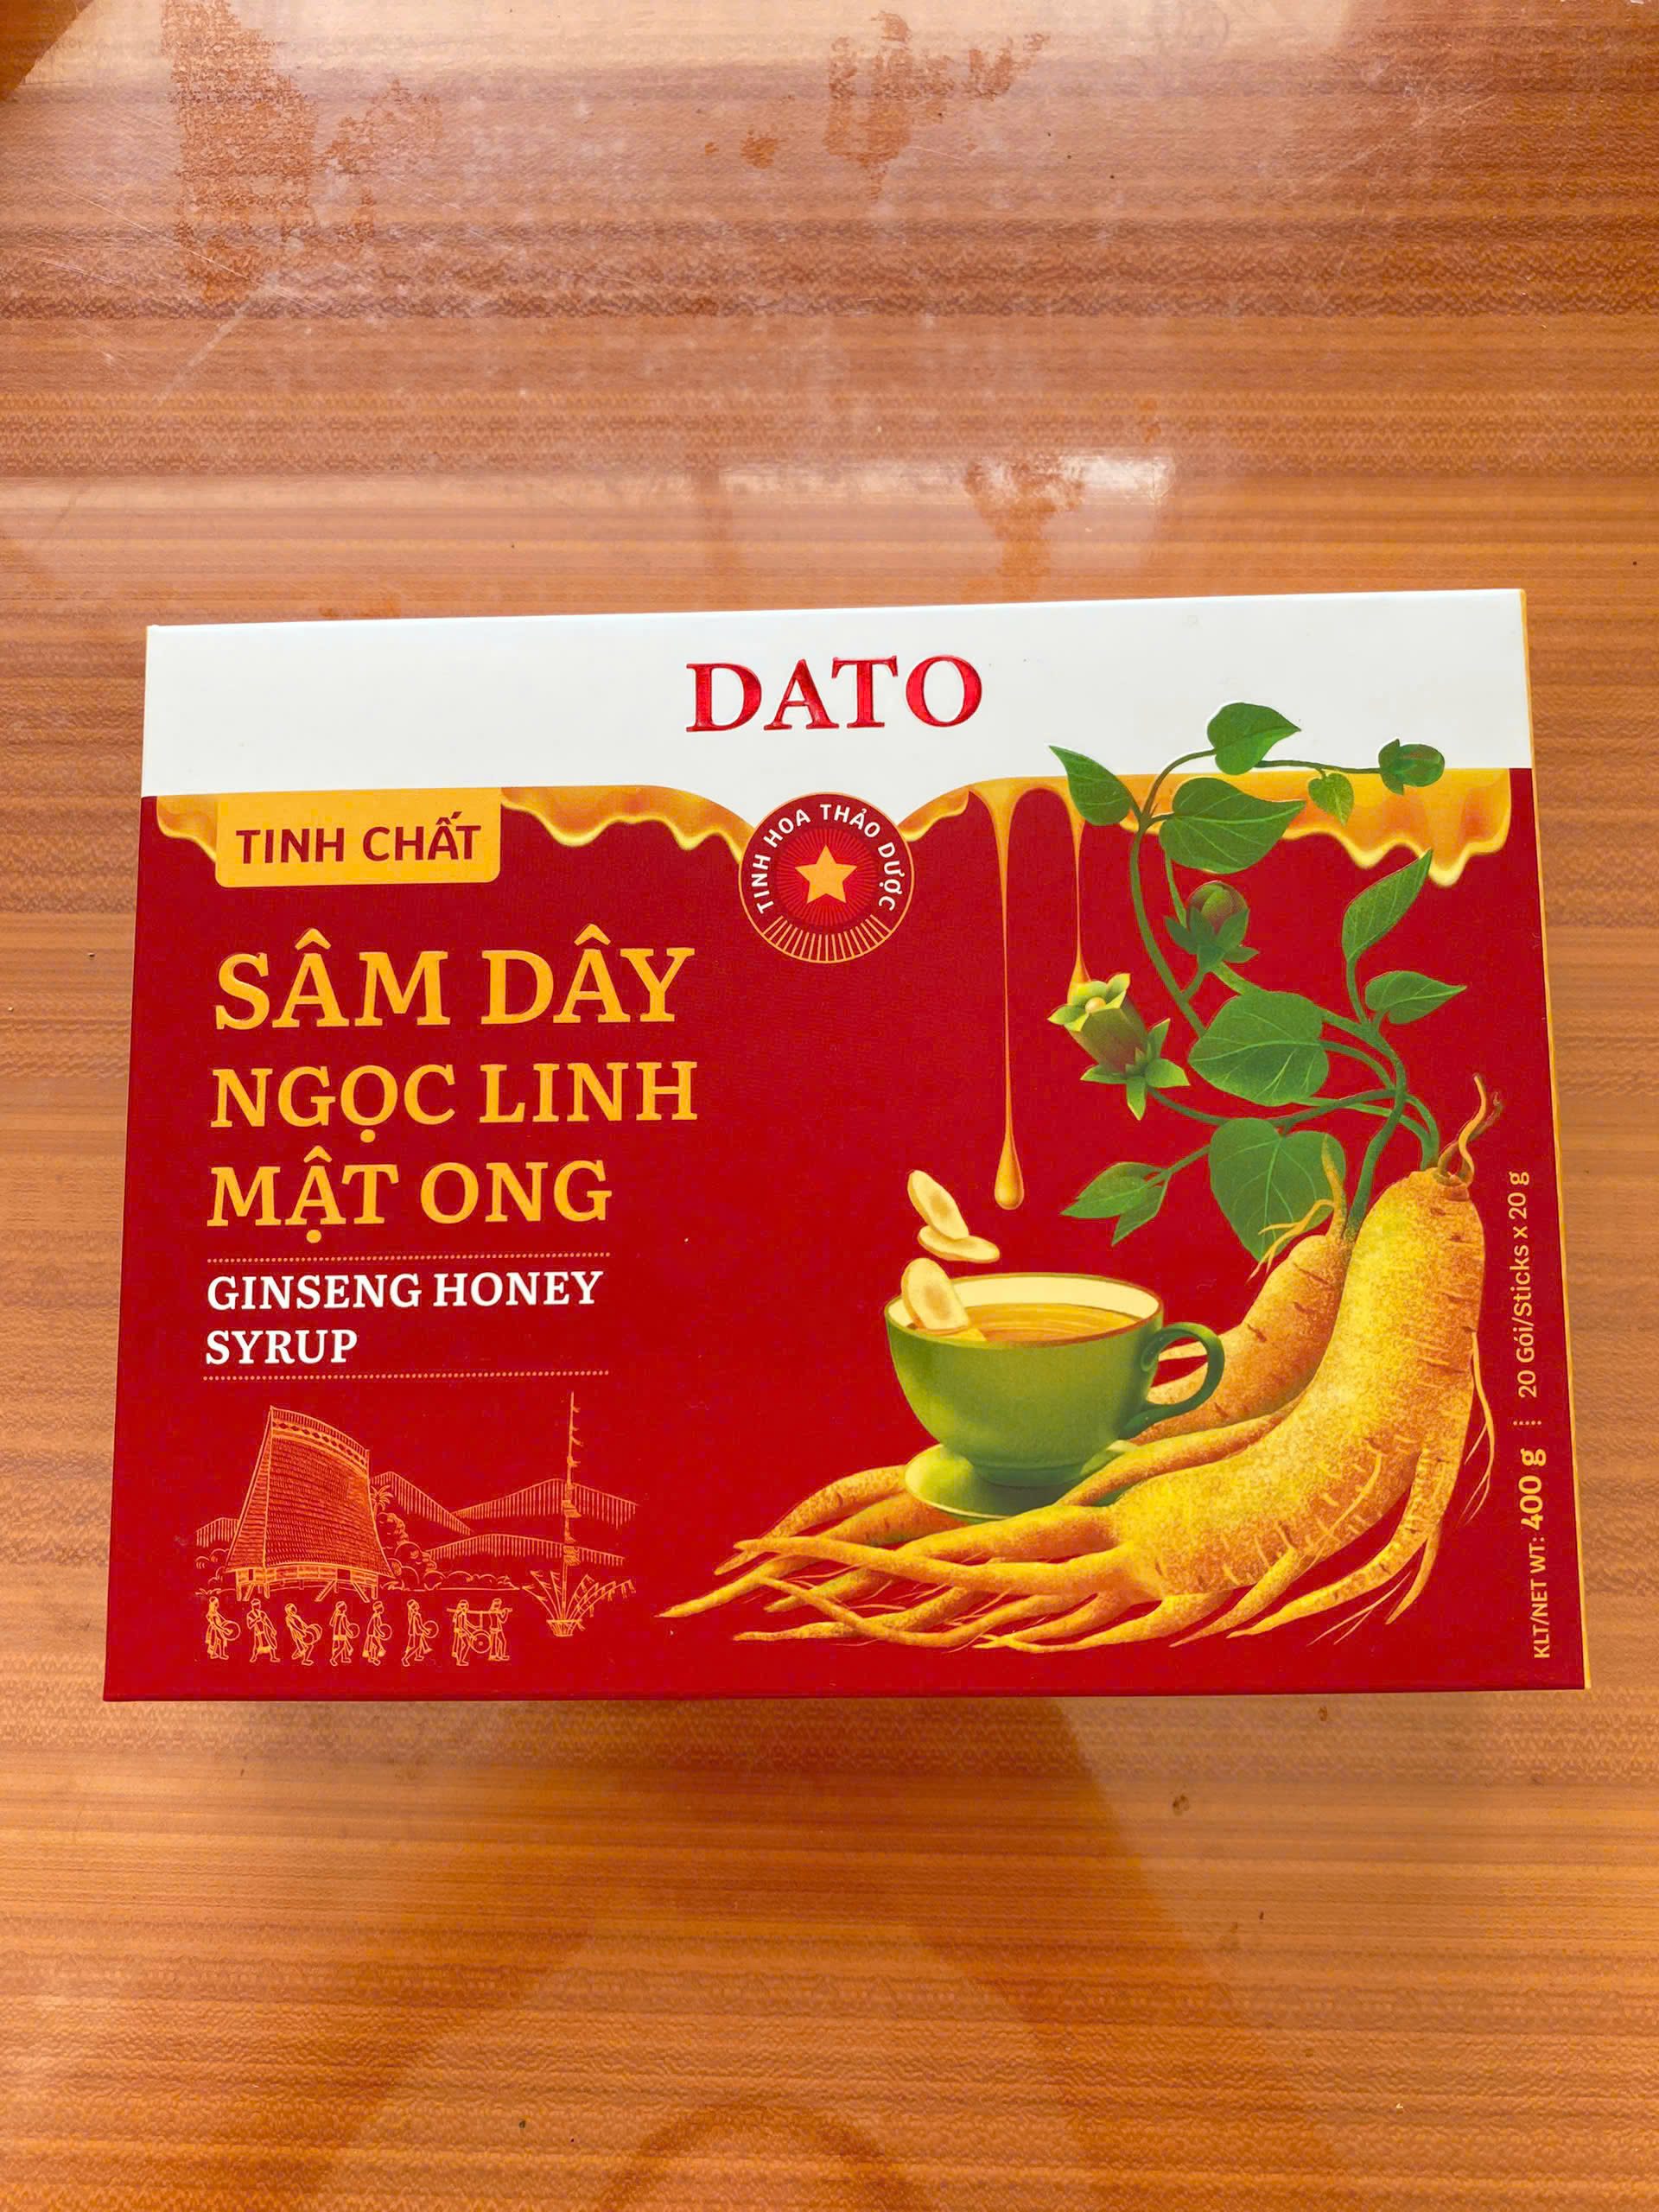 DATO
TINH HOA THẢO DƯỢC
TINH CHẤT
SÂM DÂY
NGỌC LINH
MẬT ONG
GINSENG HONEY
SYRUP
KLT/NET WT: 400 g ⁞ 20 Gói/Sticks x 20 g